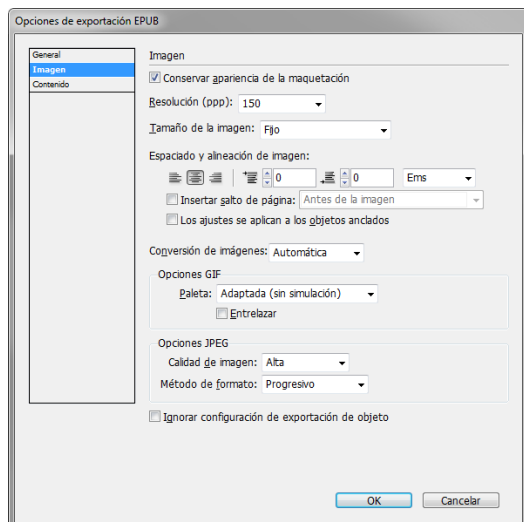 Opciones de exportación EPUB
General
Imagen
Contenido
Imagen
Conservar apariencia de la maquetación
Resolución (ppp): 150
Tamaño de la imagen: Fijo
Espaciado y alineación de imagen:
0 0 Ems
Insertar salto de página: Antes de la imagen
Los ajustes se aplican a los objetos anclados
Conversión de imágenes: Automática
Opciones GIF
Paleta: Adaptada (sin simulación)
Entrelazar
Opciones JPEG
Calidad de imagen: Alta
Método de formato: Progresivo
Ignorar configuración de exportación de objeto
OK Cancelar